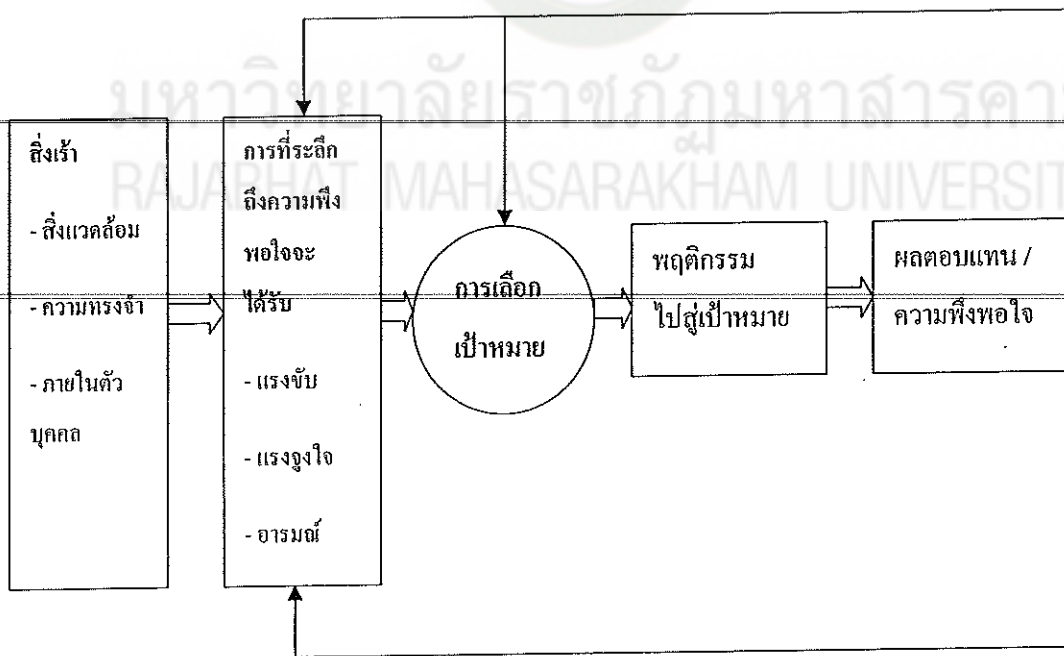 มหาวิทยาลัยราชภัฏมหาสารคา
RAJABHAT MAHASARAKHAM UNIVERSIT
สิ่งเร้า
- สิ่งแวดล้อม
- ความทรงจำ
- ภายในตัว
บุคคล
การที่ระลึก
ถึงความพึง
พอใจจะ
ได้รับ
- แรงขับ
- แรงจูงใจ
- อารมณ์
การเลือก
เป้าหมาย
พฤติกรรม
ไปสู่เป้าหมาย
ผลตอบแทน /
ความพึงพอใจ